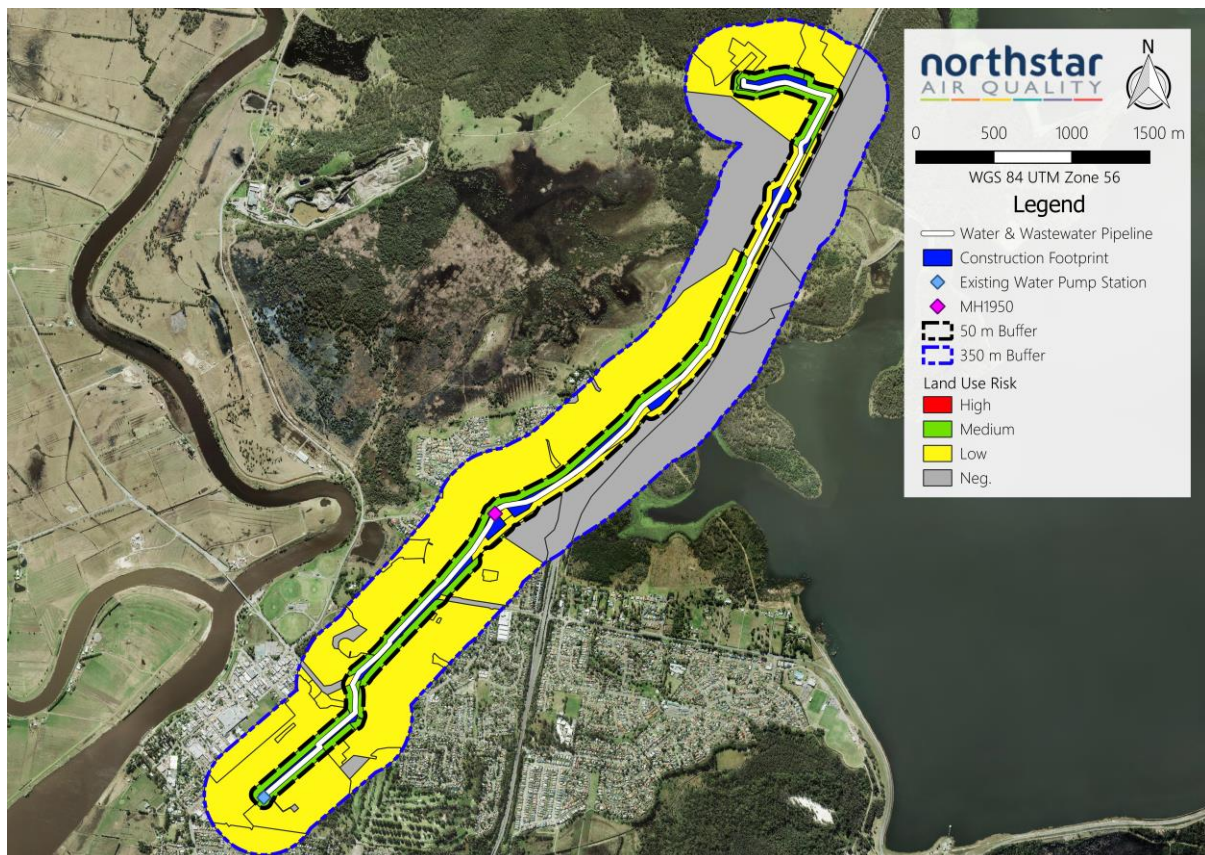 northstar
AIR QUALITY
N
0 500 1000 1500 m
WGS 84 UTM Zone 56
Legend
Water & Wastewater Pipeline
Construction Footprint
Existing Water Pump Station
MH1950
50 m Buffer
350 m Buffer
Land Use Risk
High
Medium
Low
Neg.